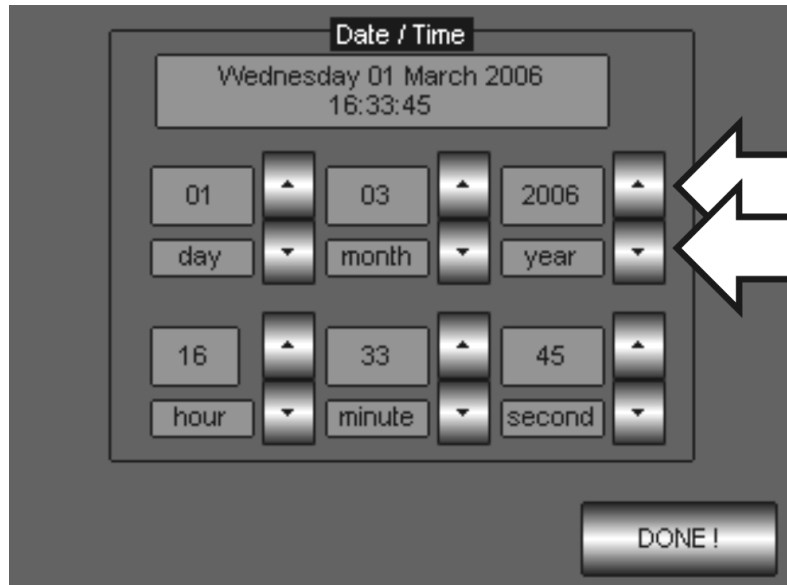 Date / Time
Wednesday 01 March 2006
16:33:45
01 03 2006
day month year
16 33 45
hour minute second
DONE !